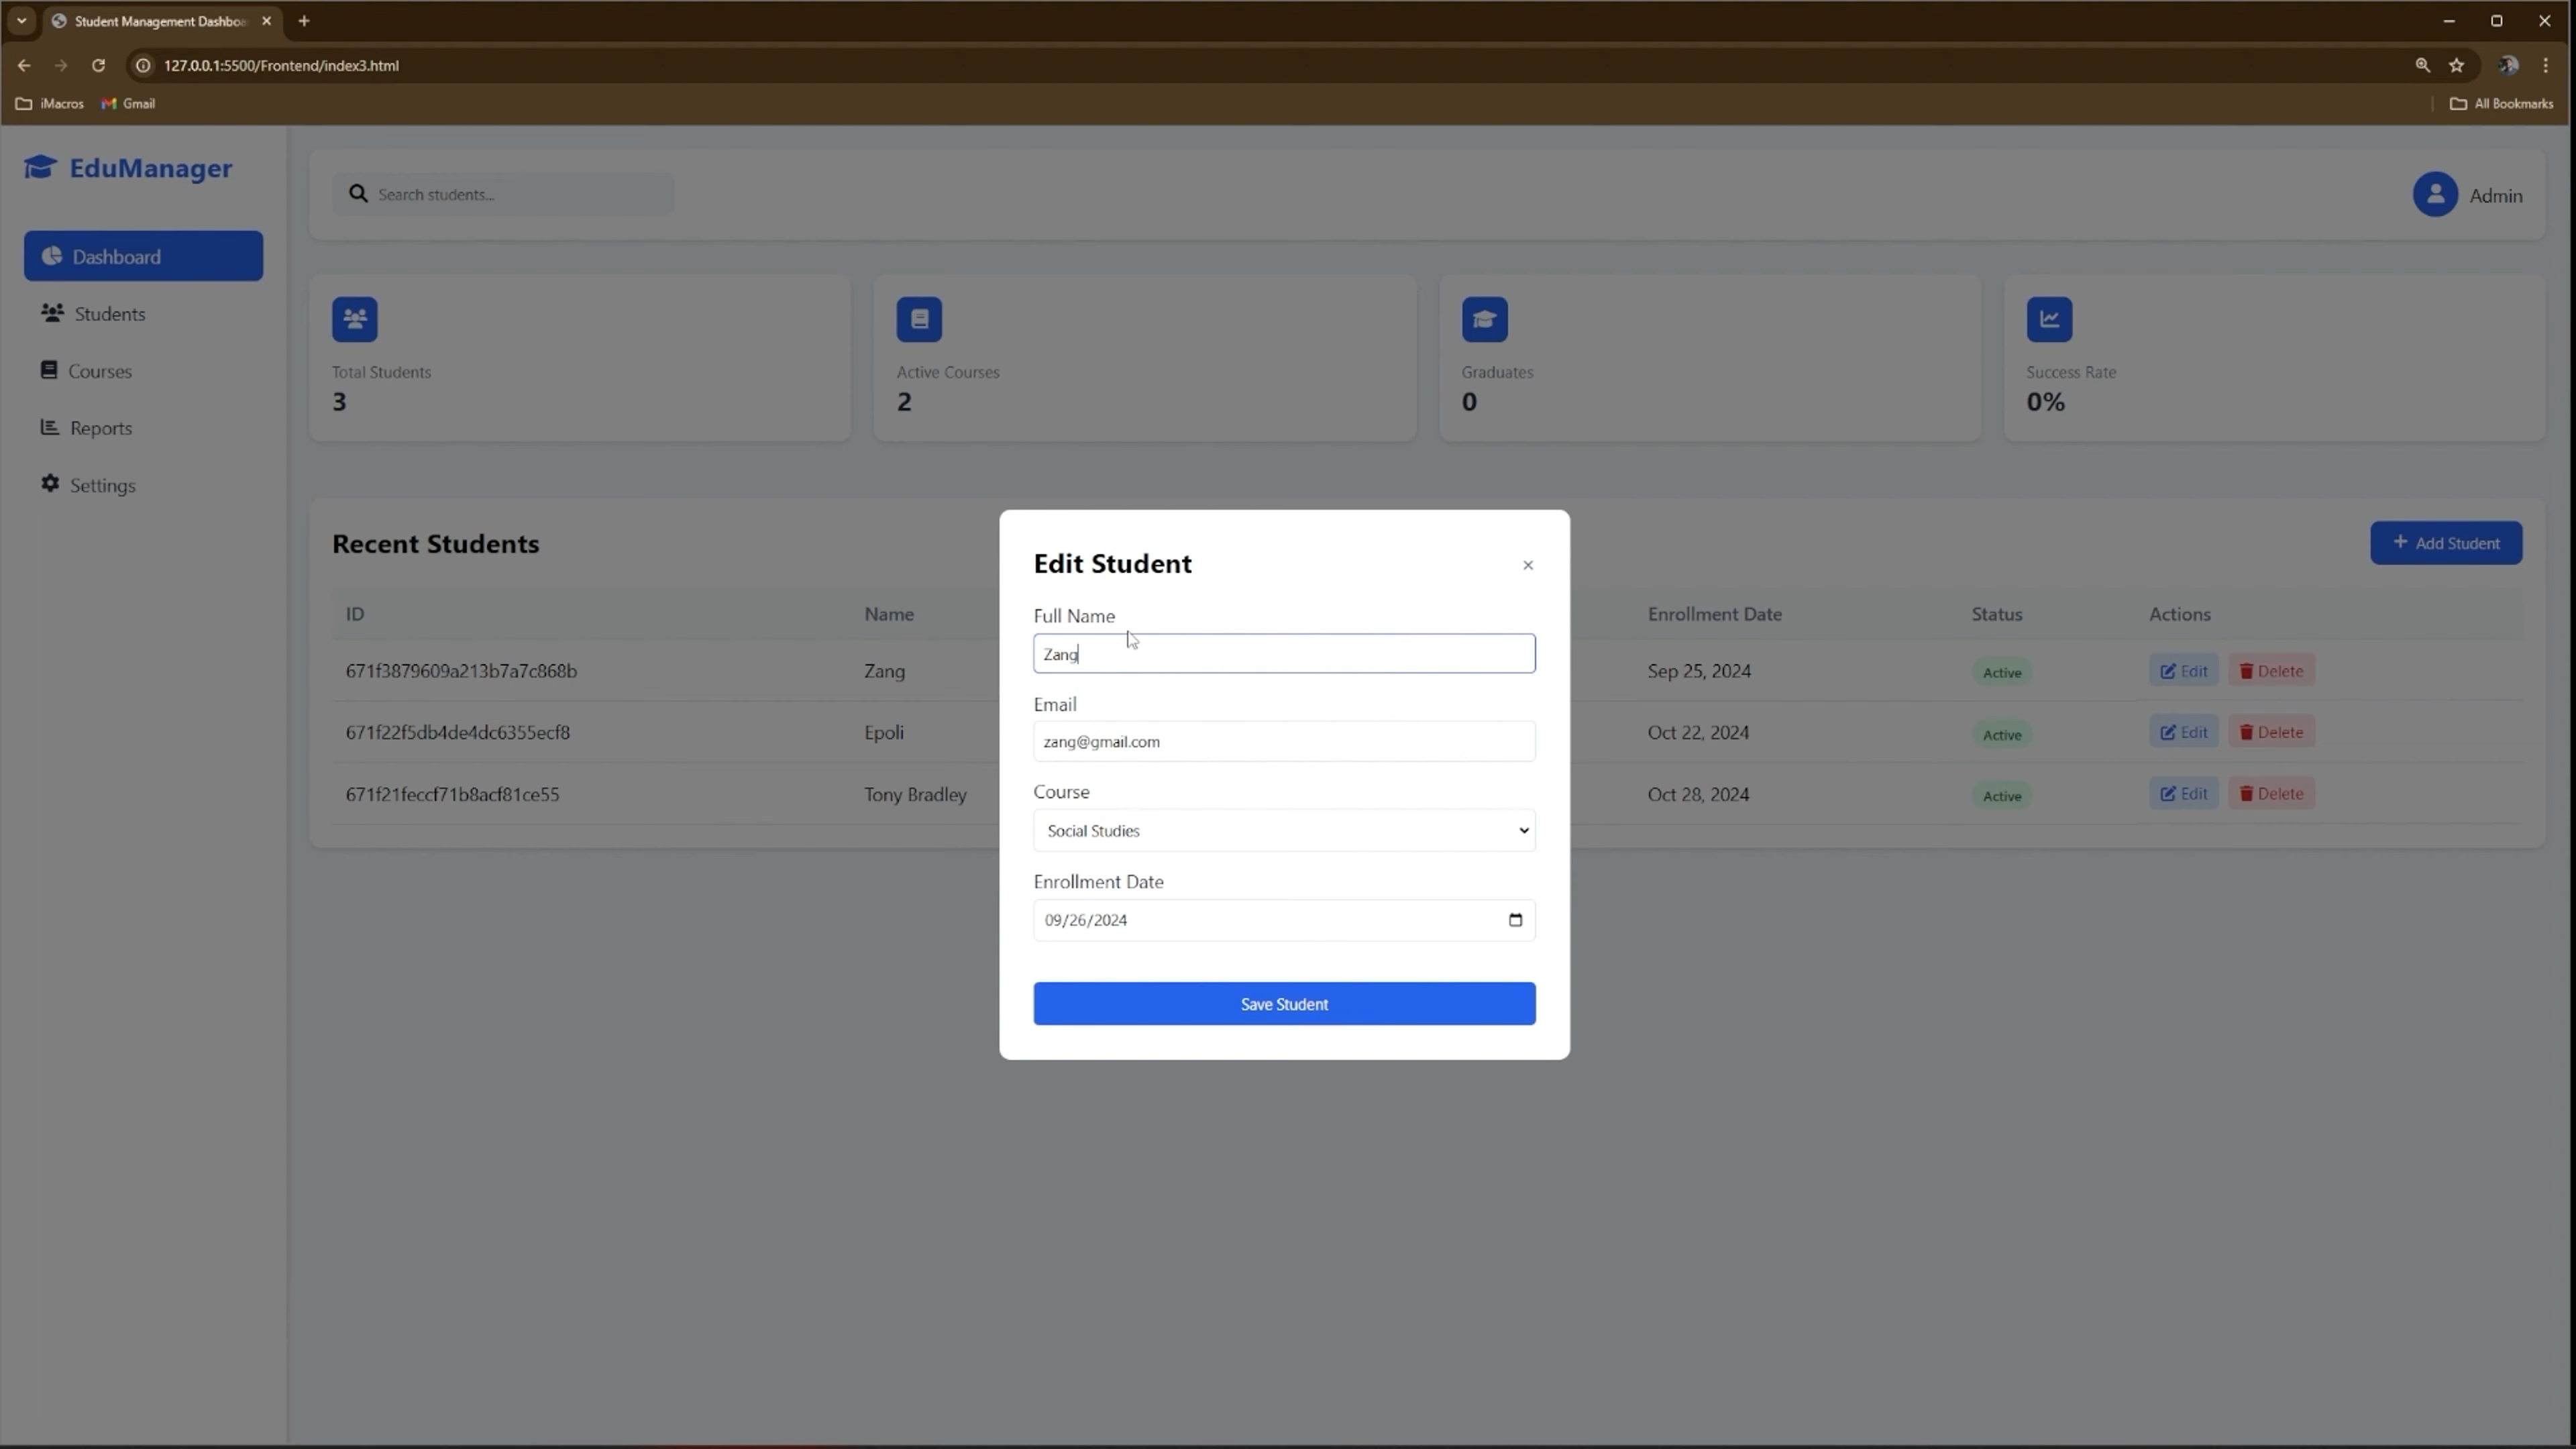 Student Management Dashboa
127.0.0.1:5500/Frontend/index3.html
iMacros Gmail All Bookmarks
EduManager
Search students...
Admin
Dashboard
Students
Courses
Reports
Settings
Total Students
3
Active Courses
2
Graduates
0
Success Rate
0%
Recent Students
+ Add Student
ID Name Enrollment Date Status Actions
671f3879609a213b7a7c868b Zang Sep 25, 2024 Active Edit Delete
671f22f5db4de4dc6355ecf8 Epoli Oct 22, 2024 Active Edit Delete
671f21feccf71b8acf81ce55 Tony Bradley Oct 28, 2024 Active Edit Delete
Edit Student ×
Full Name
Zang
Email
zang@gmail.com
Course
Social Studies
Enrollment Date
09/26/2024
Save Student